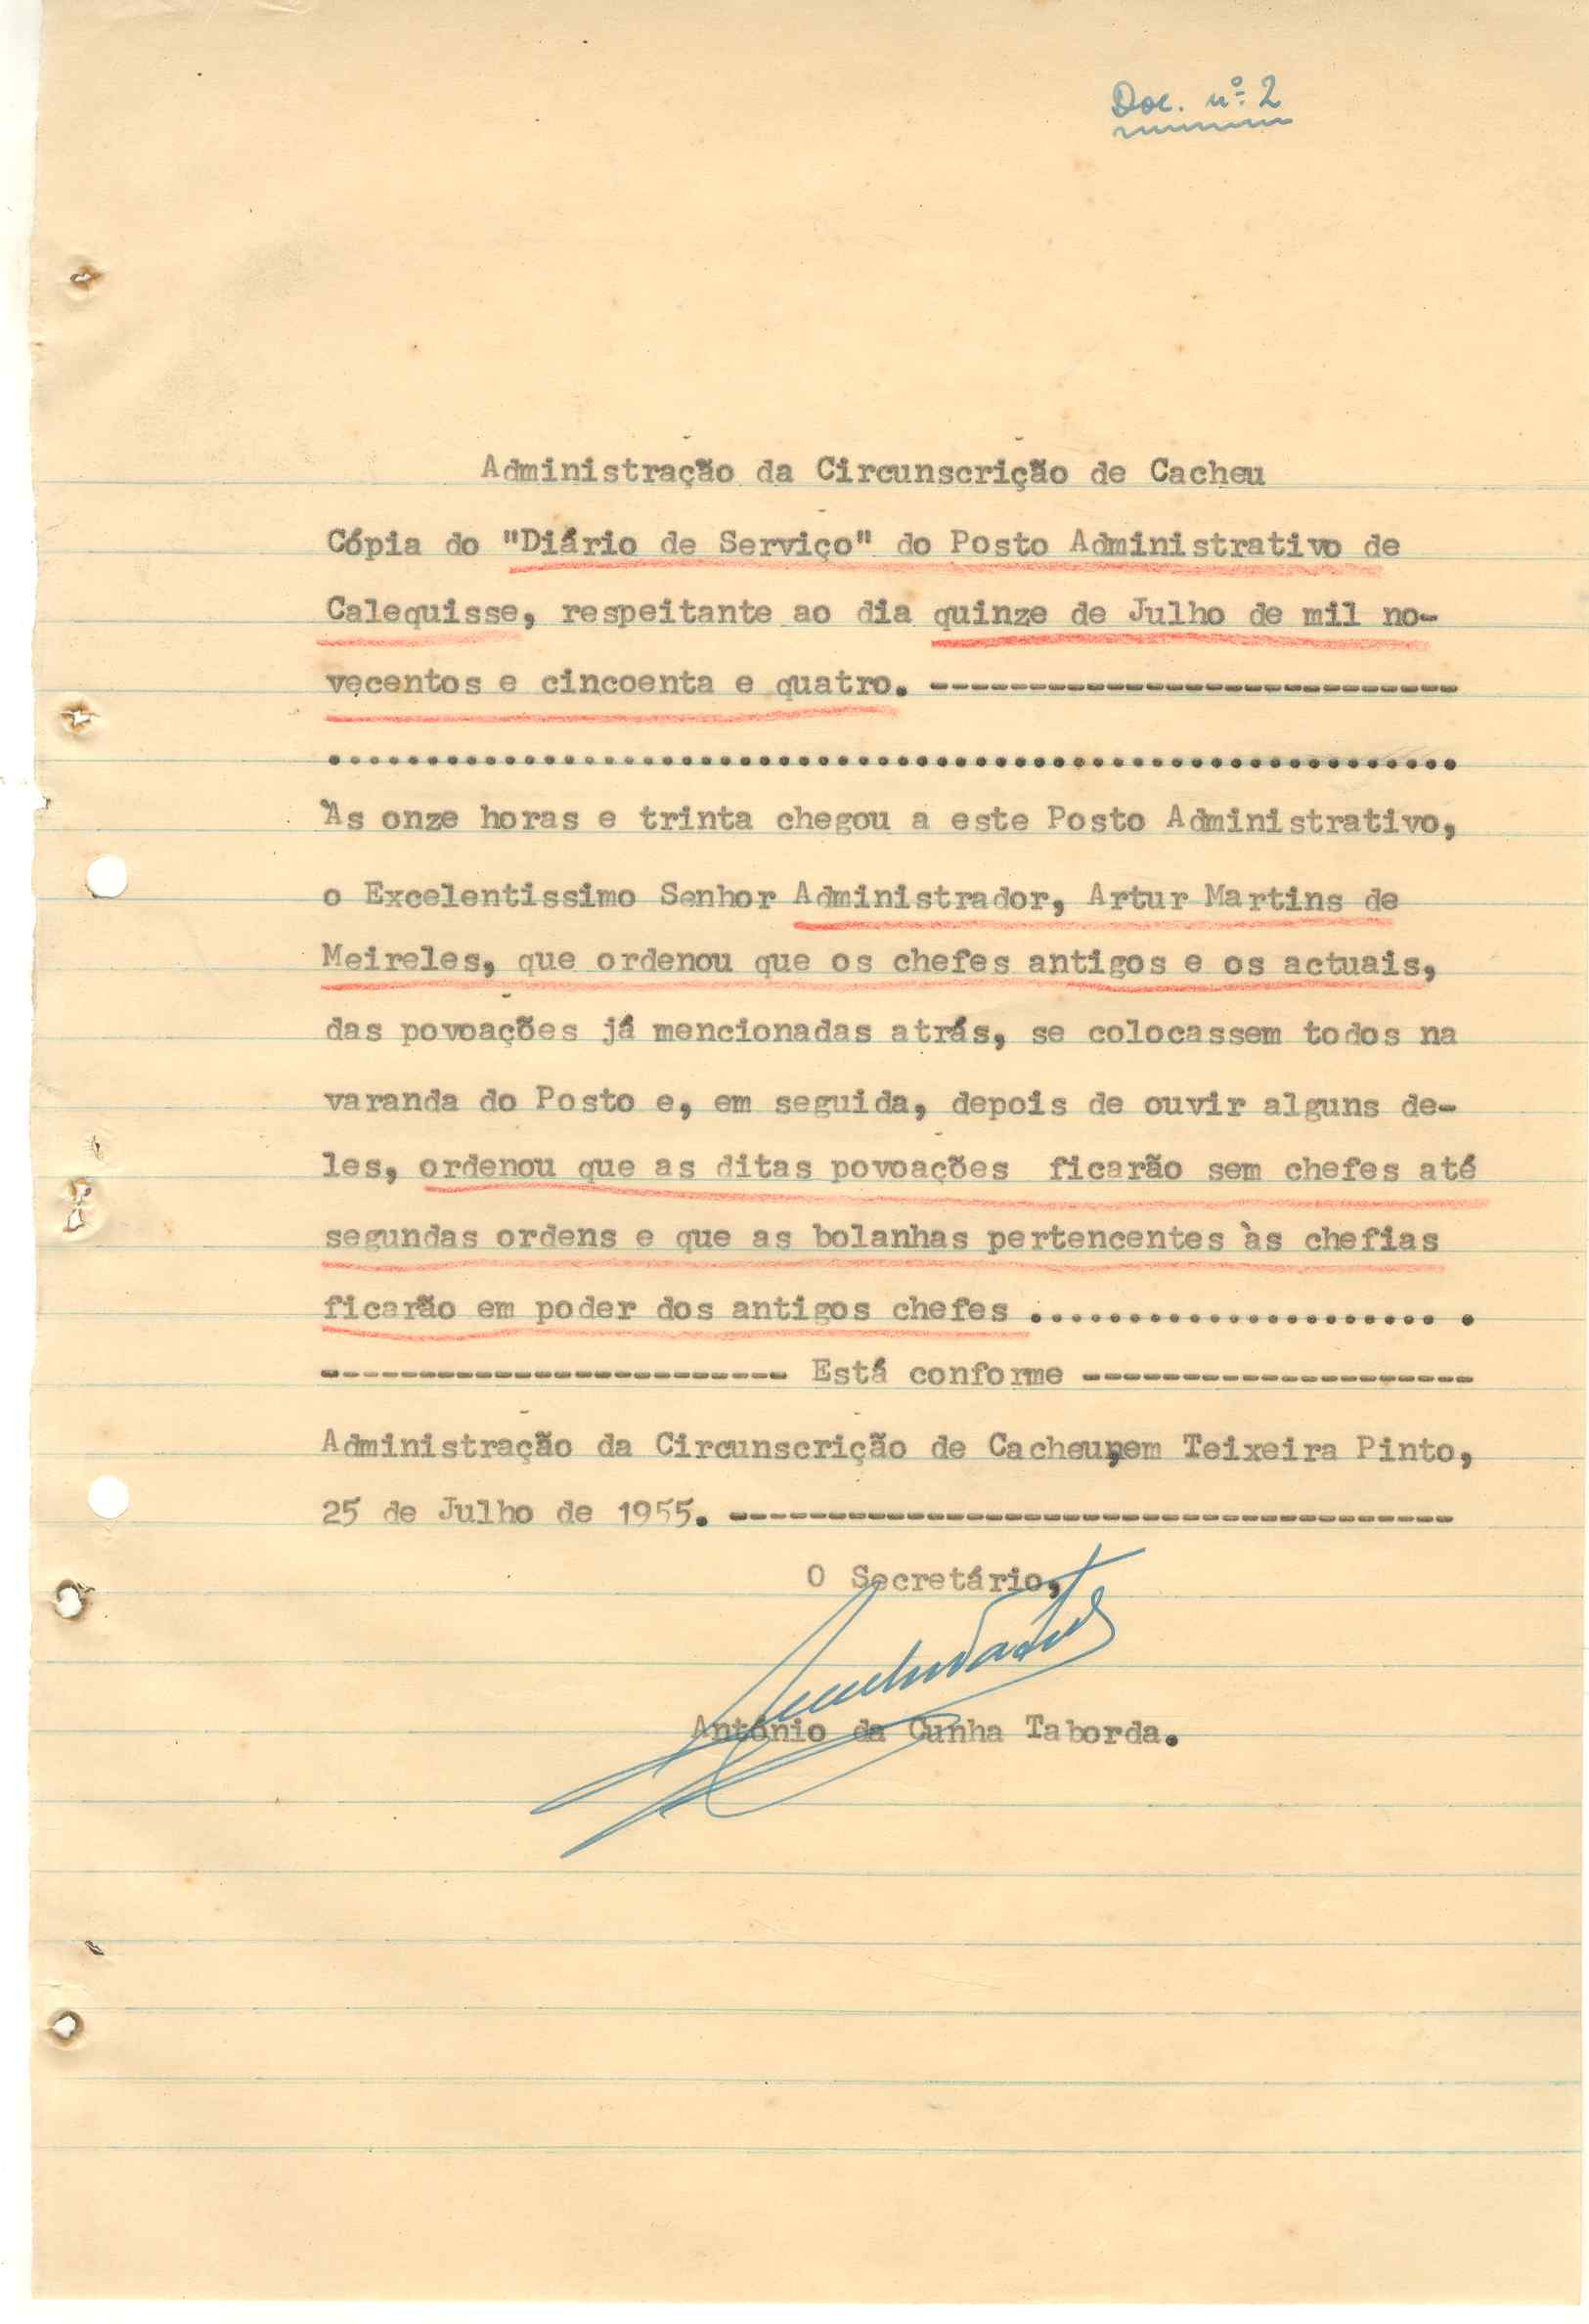 Doc. nº 2
Administração da Circunscrição de Cacheu
Cópia do "Diário de Serviço" do Posto Administrativo de
Calequisse, respeitante ao dia quinze de Julho de mil no-
vecentos e cincoenta e quatro. ---------------------------
..........................................................
Às onze horas e trinta chegou a este Posto Administrativo,
o Excelentissimo Senhor Administrador, Artur Martins de
Meireles, que ordenou que os chefes antigos e os actuais,
das povoações já mencionadas atrás, se colocassem todos na
varanda do Posto e, em seguida, depois de ouvir alguns de-
les, ordenou que as ditas povoações ficarão sem chefes até
segundas ordens e que as bolanhas pertencentes às chefias
ficarão em poder dos antigos chefes ..................... .
------------------------ Está conforme --------------------
Administração da Circunscrição de Cacheu,em Teixeira Pinto,
25 de Julho de 1955. -------------------------------------
O Secretário,
António da Cunha Taborda.